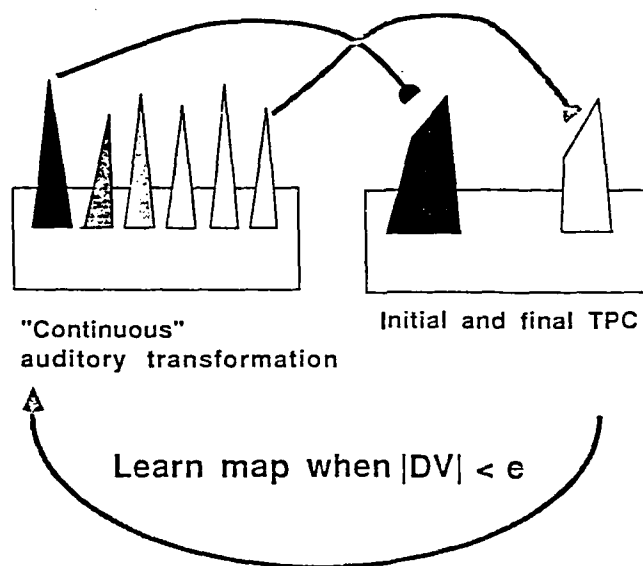 "Continuous"
auditory transformation
Initial and final TPC
Learn map when |DV| < e